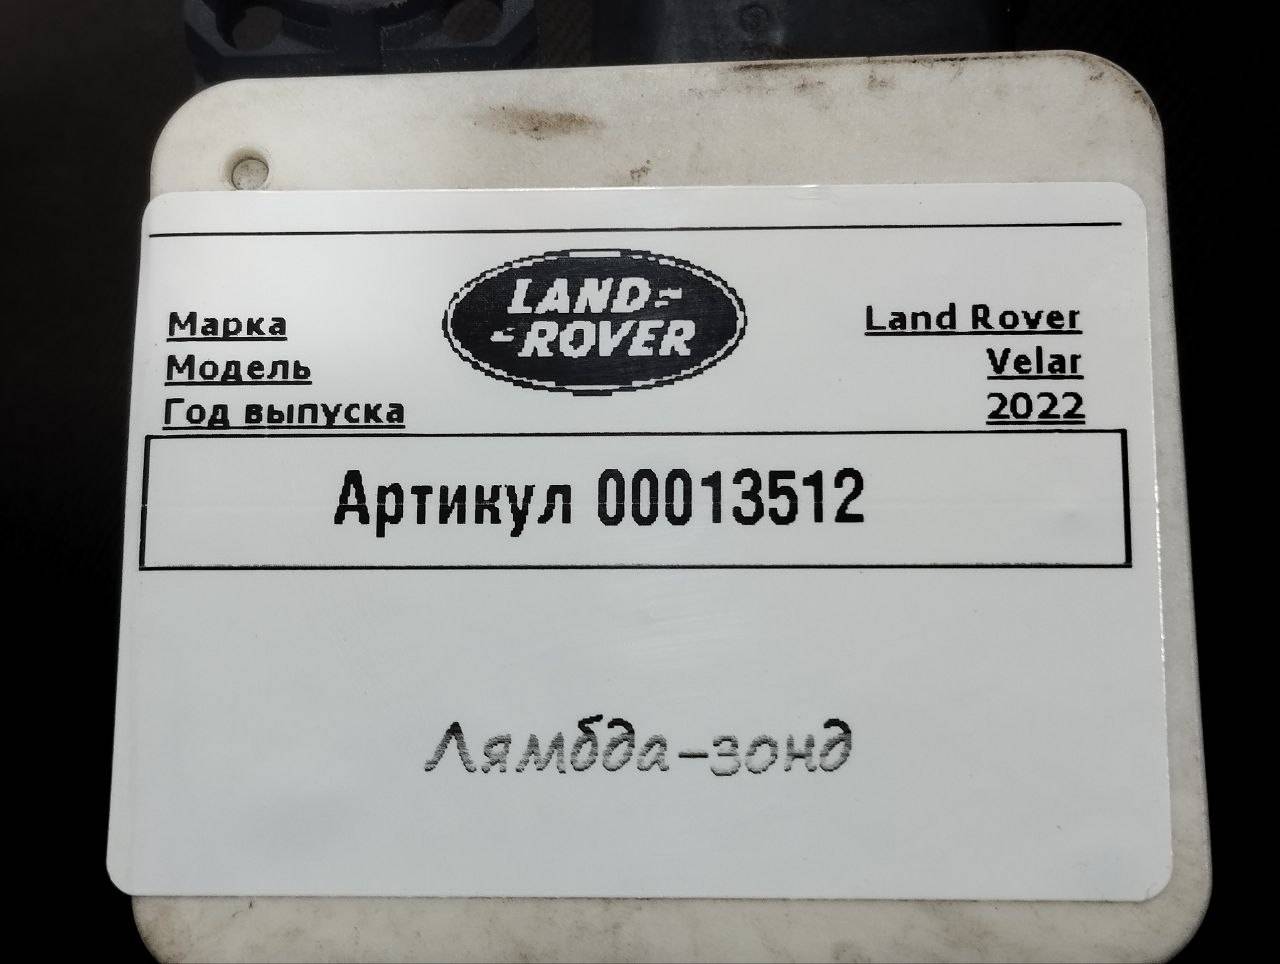 LAND-
-ROVER
Марка Land Rover
Модель Velar
Год выпуска 2022
Артикул 00013512
Лямбда-зонд